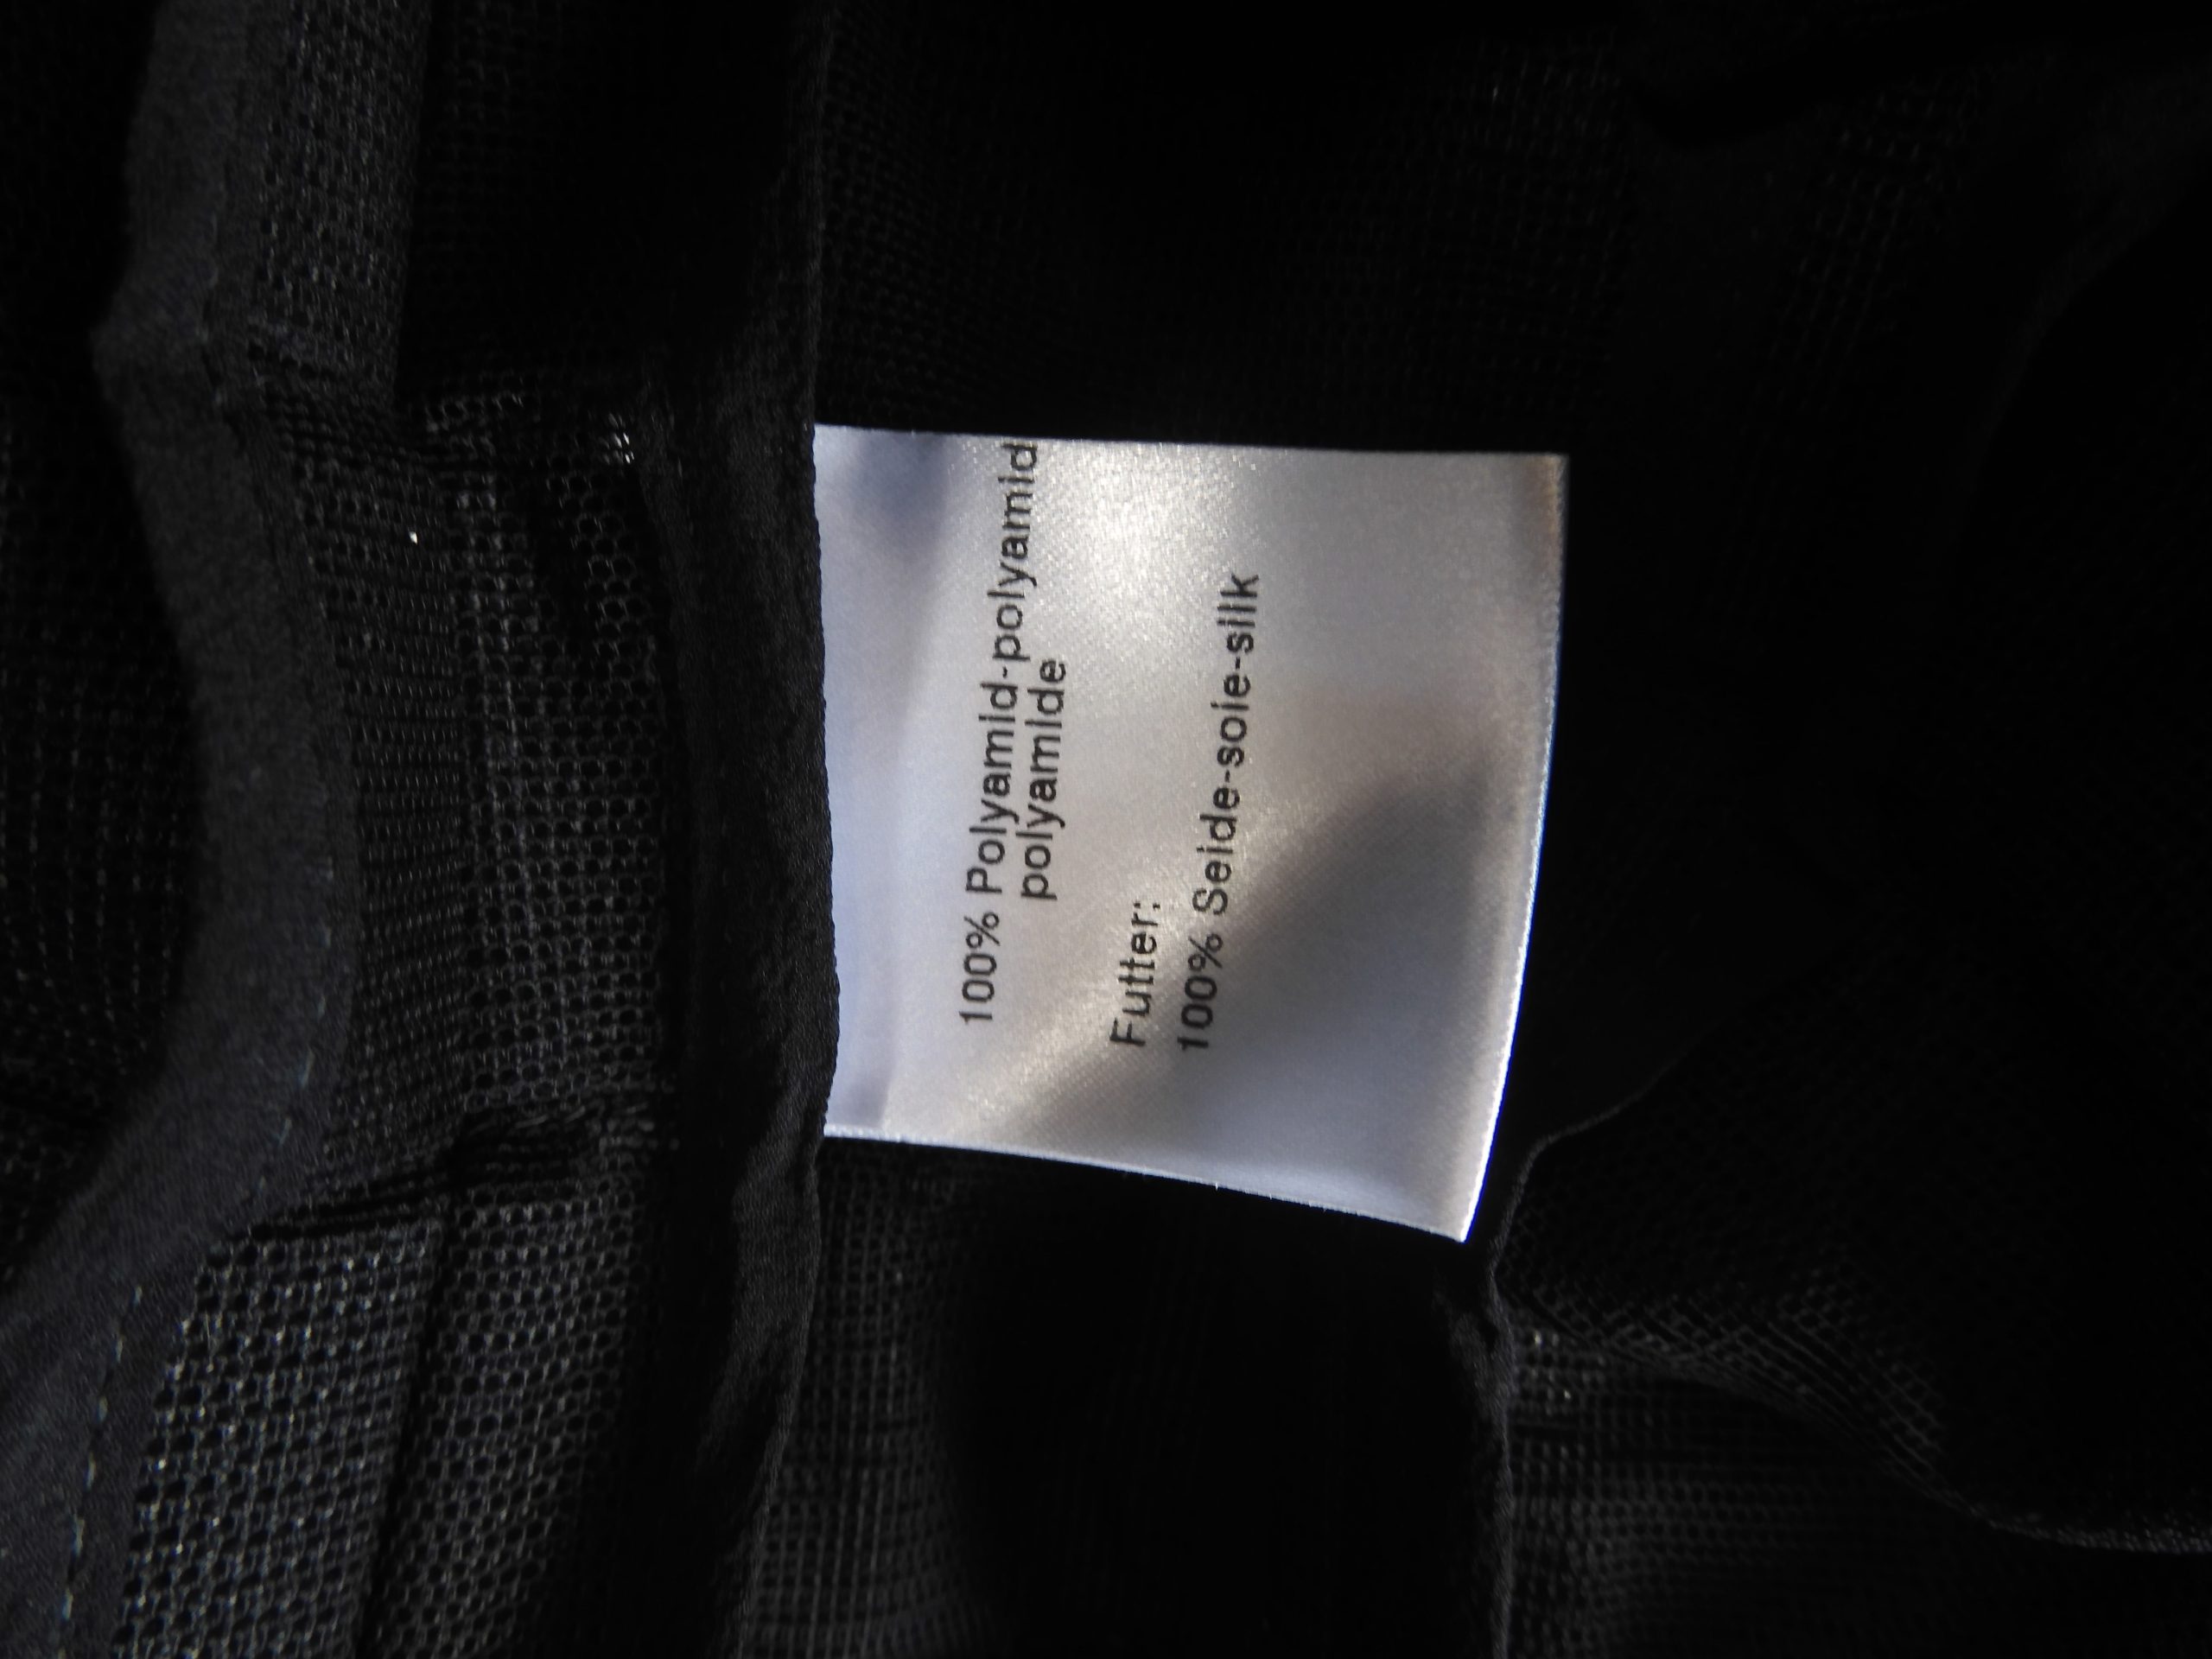 100% Polyamid-polyamid
polyamide
Futter:
100% Seide-soie-silk